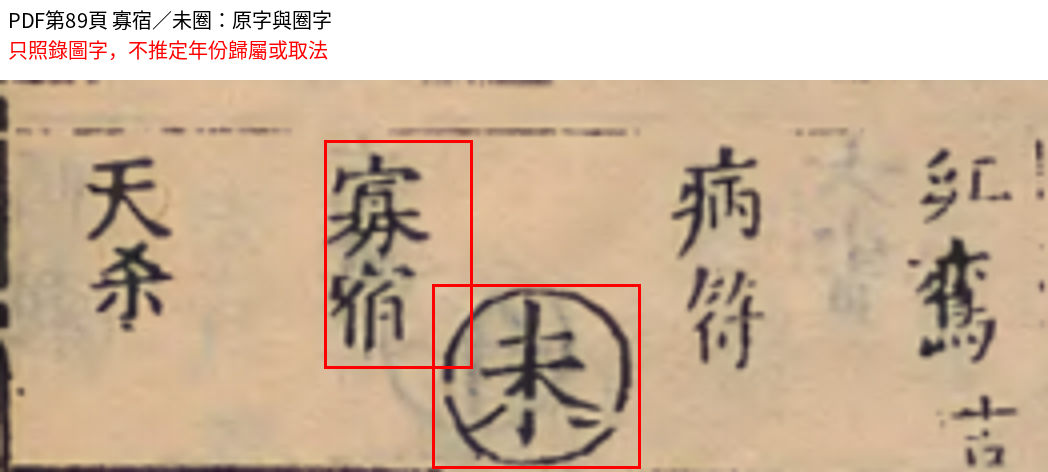 PDF第89頁 寡宿／未圈：原字與圈字
只照錄圖字，不推定年份歸屬或取法
紅鸞 吉
病符
未
寡宿
天杀